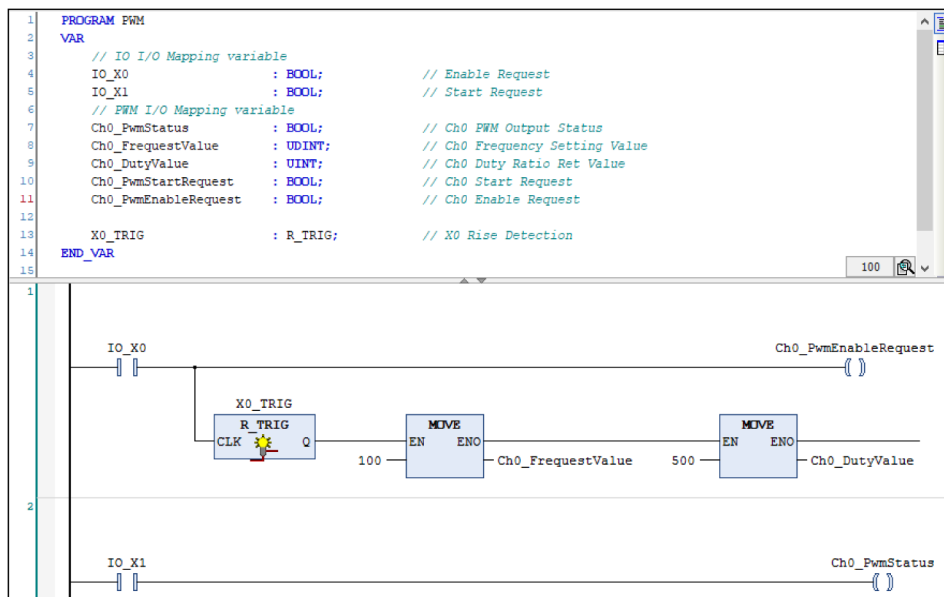 1 PROGRAM PWM
2 VAR
3 // IO I/O Mapping variable
4 IO_X0 : BOOL; // Enable Request
5 IO_X1 : BOOL; // Start Request
6 // PWM I/O Mapping variable
7 Ch0_PwmStatus : BOOL; // Ch0 PWM Output Status
8 Ch0_FrequestValue : UDINT; // Ch0 Frequency Setting Value
9 Ch0_DutyValue : UINT; // Ch0 Duty Ratio Ret Value
10 Ch0_PwmStartRequest : BOOL; // Ch0 Start Request
11 Ch0_PwmEnableRequest : BOOL; // Ch0 Enable Request
12
13 X0_TRIG : R_TRIG; // X0 Rise Detection
14 END_VAR
15
100
1
IO_X0 Ch0_PwmEnableRequest
X0_TRIG
R_TRIG MOVE MOVE
CLK Q EN ENO EN ENO
100 Ch0_FrequestValue 500 Ch0_DutyValue
2
IO_X1 Ch0_PwmStatus